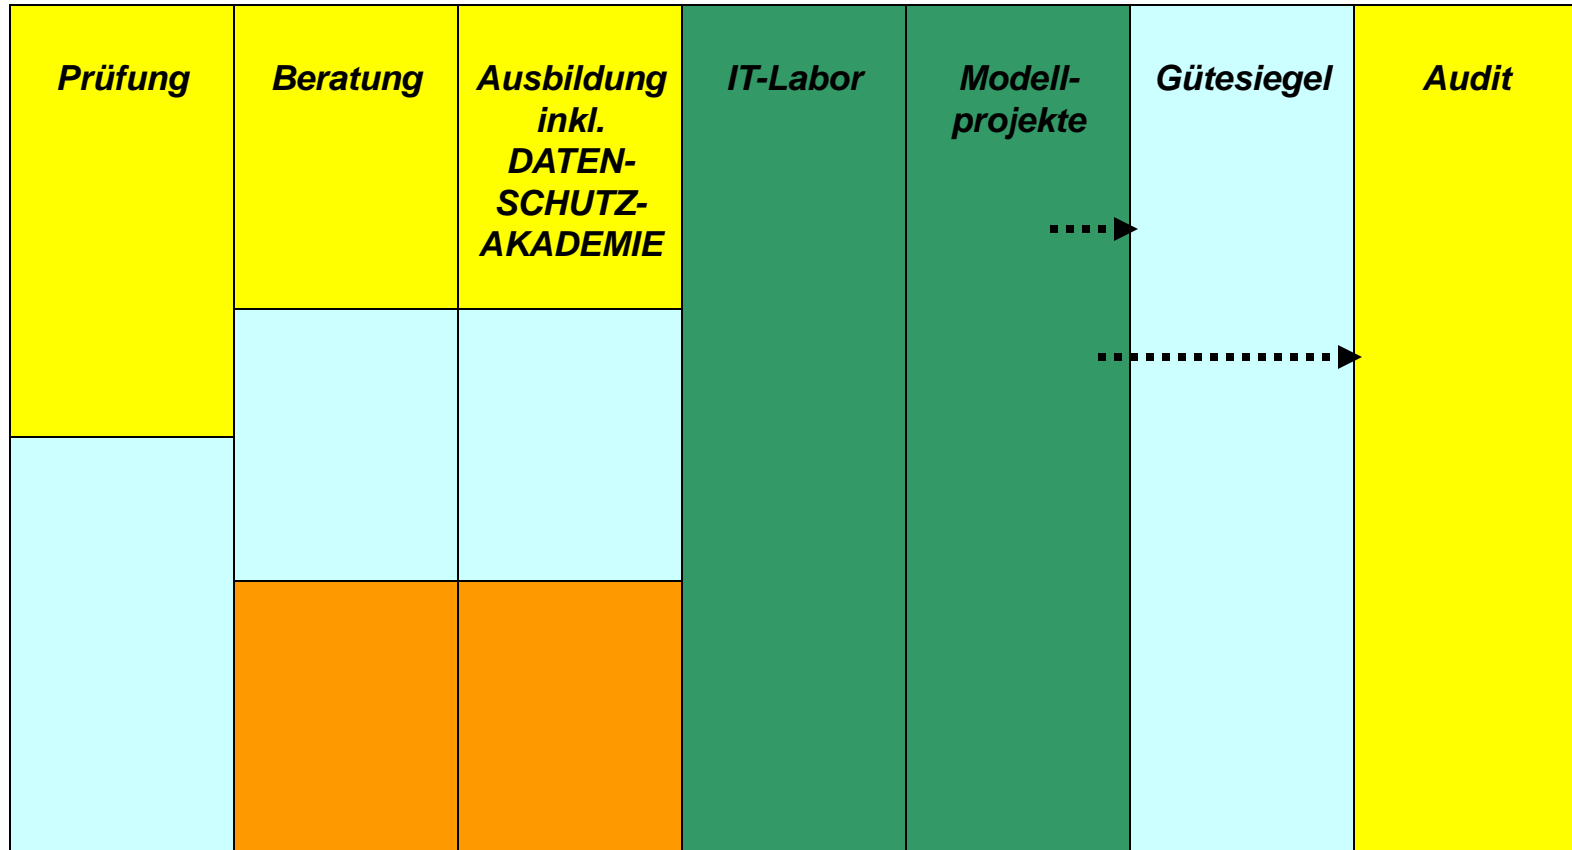 Prüfung
Beratung
Ausbildung
inkl.
DATEN-
SCHUTZ-
AKADEMIE
IT-Labor
Modell-
projekte
Gütesiegel
Audit